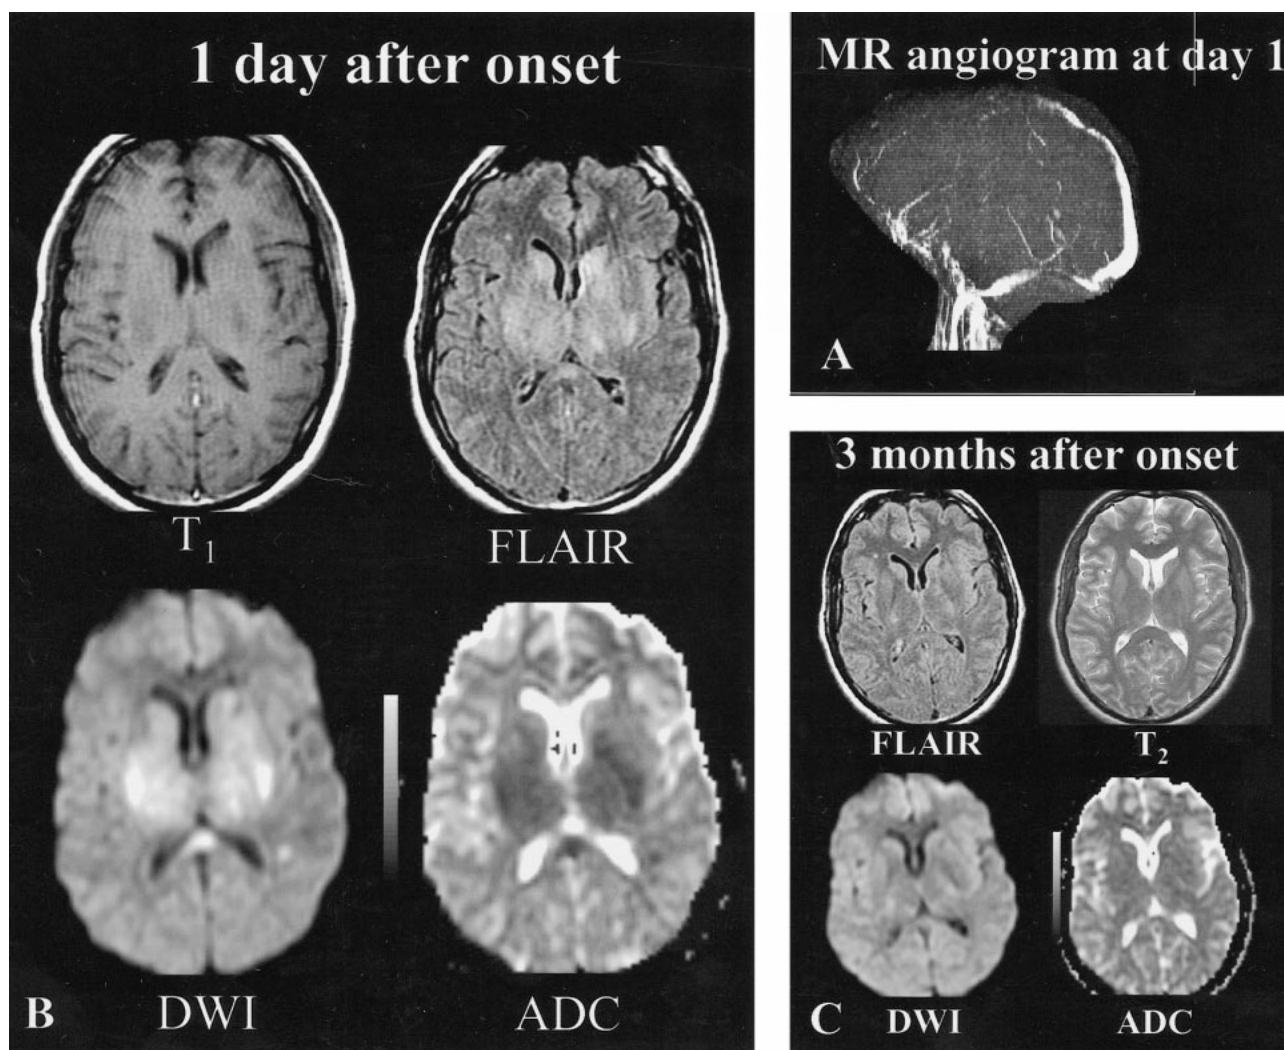 1 day after onset
T1
FLAIR
DWI
ADC
B
MR angiogram at day 1
A
3 months after onset
FLAIR
T2
DWI
ADC
C